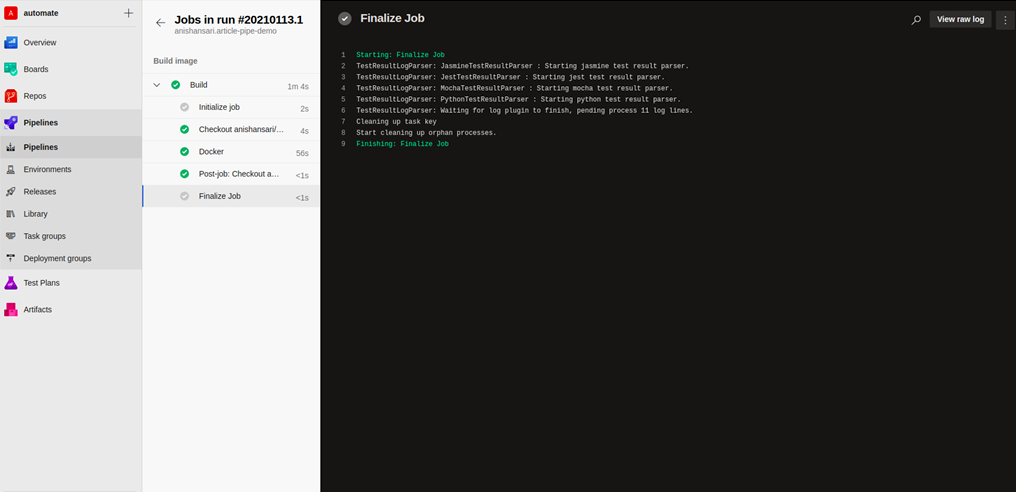 A automate
Overview
Boards
Repos
Pipelines
Pipelines
Environments
Releases
Library
Task groups
Deployment groups
Test Plans
Artifacts
Jobs in run #20210113.1
anishansari.article-pipe-demo
Build image
Build 1m 4s
Initialize job 2s
Checkout anishansari/... 4s
Docker 56s
Post-job: Checkout a... <1s
Finalize Job <1s
Finalize Job
View raw log
1 Starting: Finalize Job
2 TestResultLogParser: JasmineTestResultParser : Starting jasmine test result parser.
3 TestResultLogParser: JestTestResultParser : Starting jest test result parser.
4 TestResultLogParser: MochaTestResultParser : Starting mocha test result parser.
5 TestResultLogParser: PythonTestResultParser : Starting python test result parser.
6 TestResultLogParser: Waiting for log plugin to finish, pending process 11 log lines.
7 Cleaning up task key
8 Start cleaning up orphan processes.
9 Finishing: Finalize Job